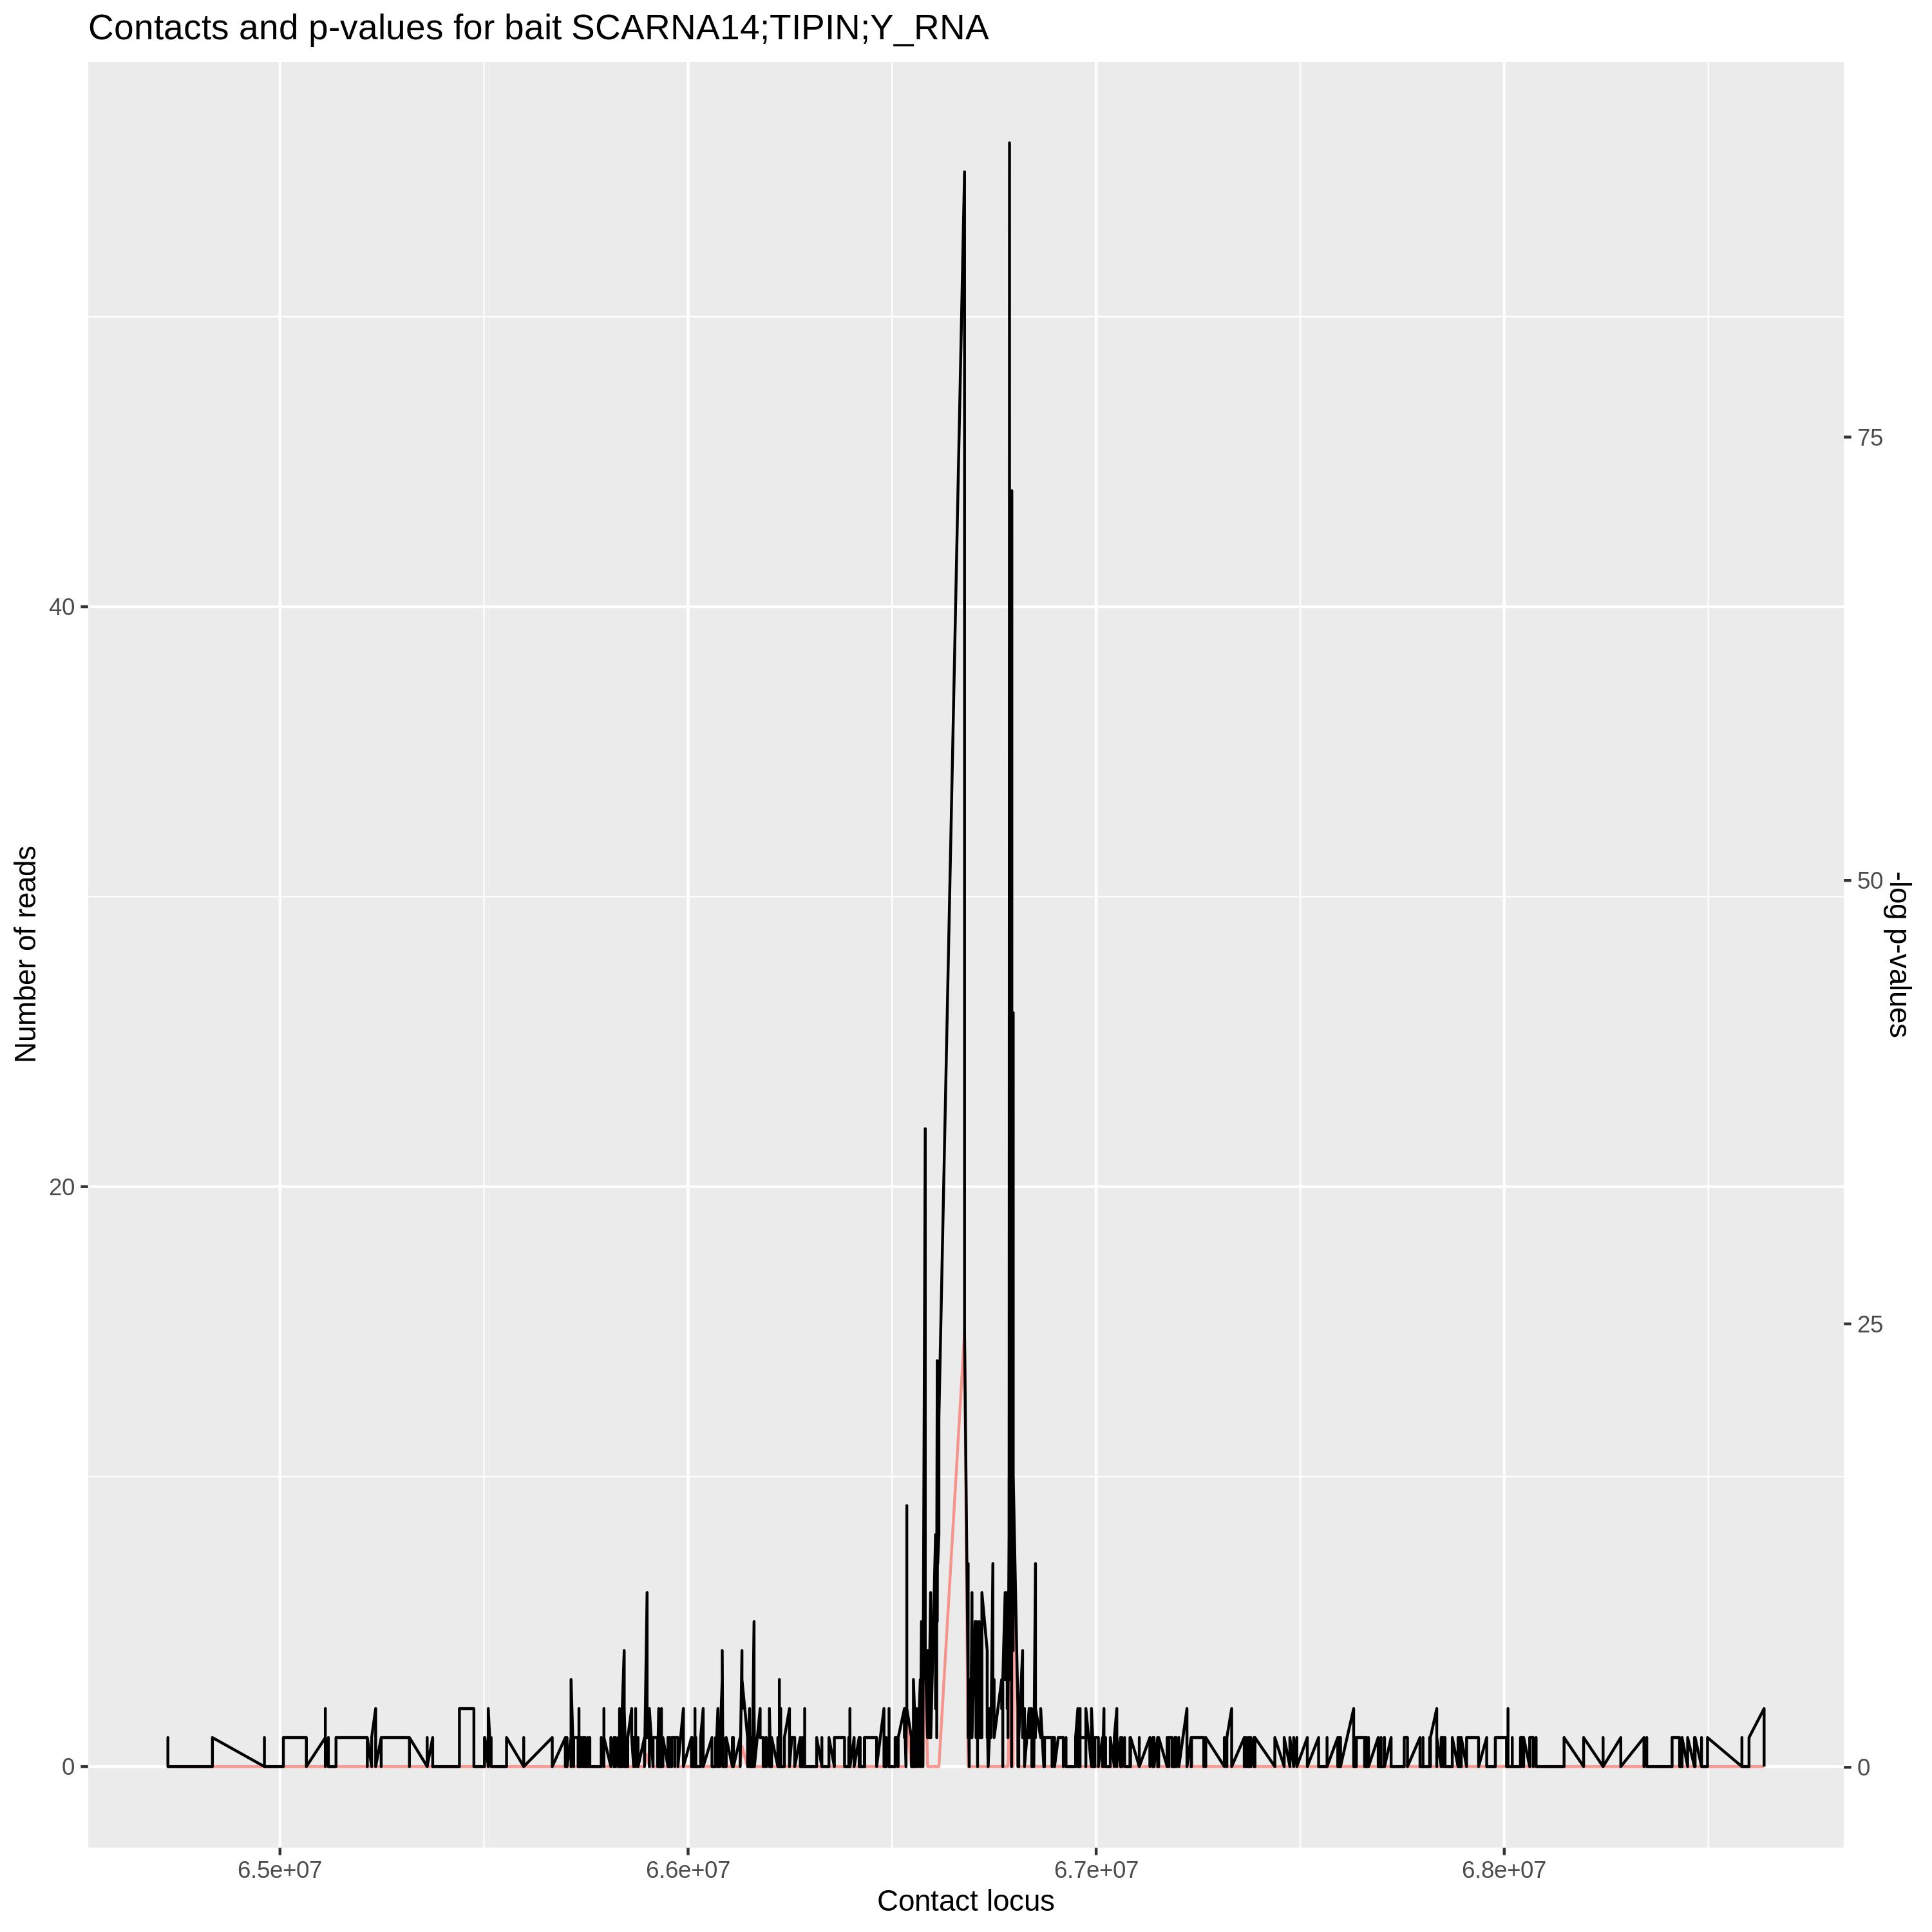 Contacts and p-values for bait SCARNA14;TIPIN;Y_RNA
Number of reads
40
20
0
75
50
25
0
-log p-values
6.5e+07 6.6e+07 6.7e+07 6.8e+07
Contact locus